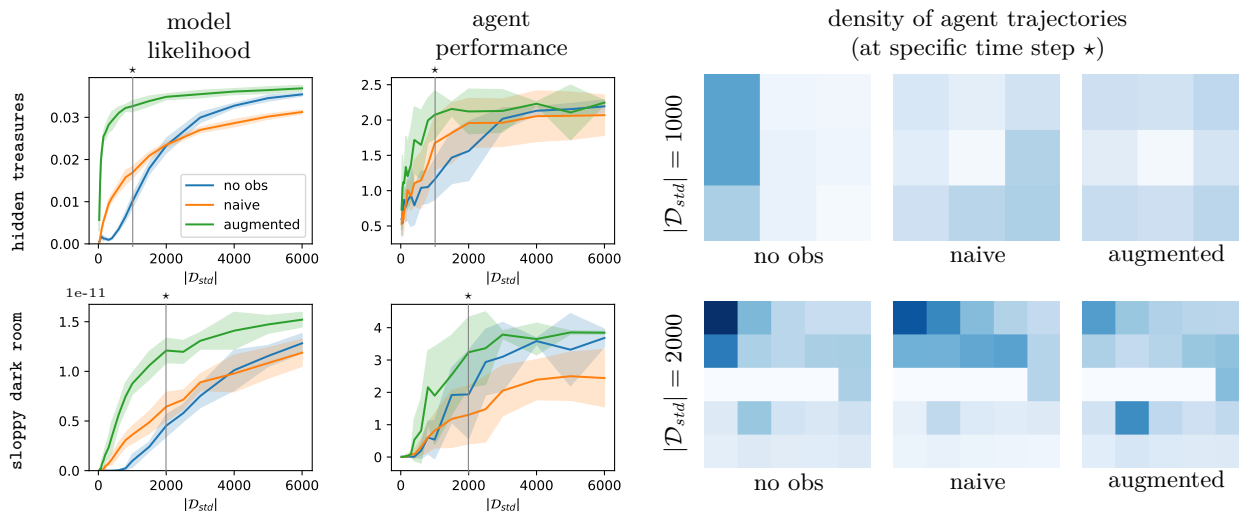 model
likelihood
agent
performance
density of agent trajectories
(at specific time step ⋆)
hidden treasures
⋆
0.03
0.02
0.01
0.00
no obs
naive
augmented
0 2000 4000 6000
|𝒟std|
⋆
2.5
2.0
1.5
1.0
0.5
0 2000 4000 6000
|𝒟std|
|𝒟std| = 1000
no obs
naive
augmented
sloppy dark room
1e-11
⋆
1.5
1.0
0.5
0.0
0 2000 4000 6000
|𝒟std|
⋆
4
3
2
1
0
0 2000 4000 6000
|𝒟std|
|𝒟std| = 2000
no obs
naive
augmented